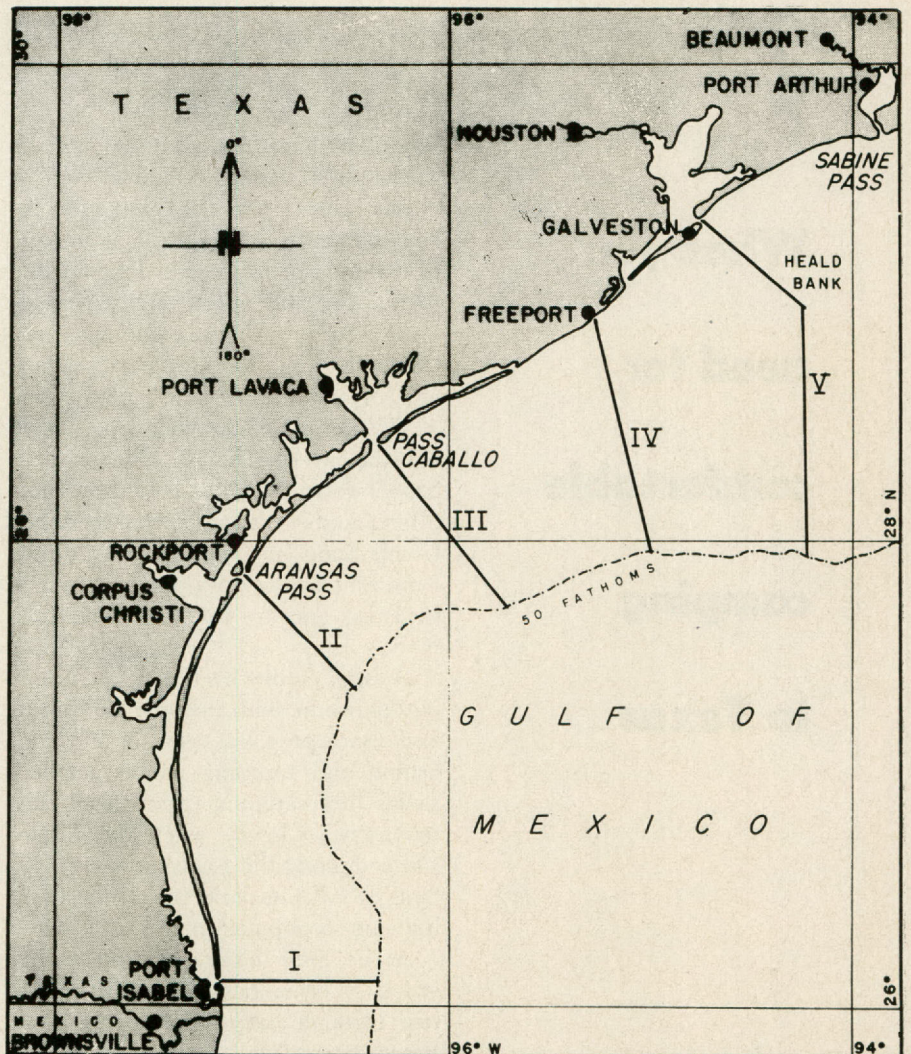 98°
96°
94°
30°
BEAUMONT
PORT ARTHUR
TEXAS
0°
HOUSTON
SABINE
PASS
N
GALVESTON
HEALD
BANK
FREEPORT
180°
PORT LAVACA
V
IV
PASS
CABALLO
III
28° N
28°
ROCKPORT
ARANSAS
PASS
50 FATHOMS
CORPUS
CHRISTI
II
GULF OF
MEXICO
I
PORT
ISABEL
TEXAS
26°
MEXICO
BROWNSVILLE
96° W
94°